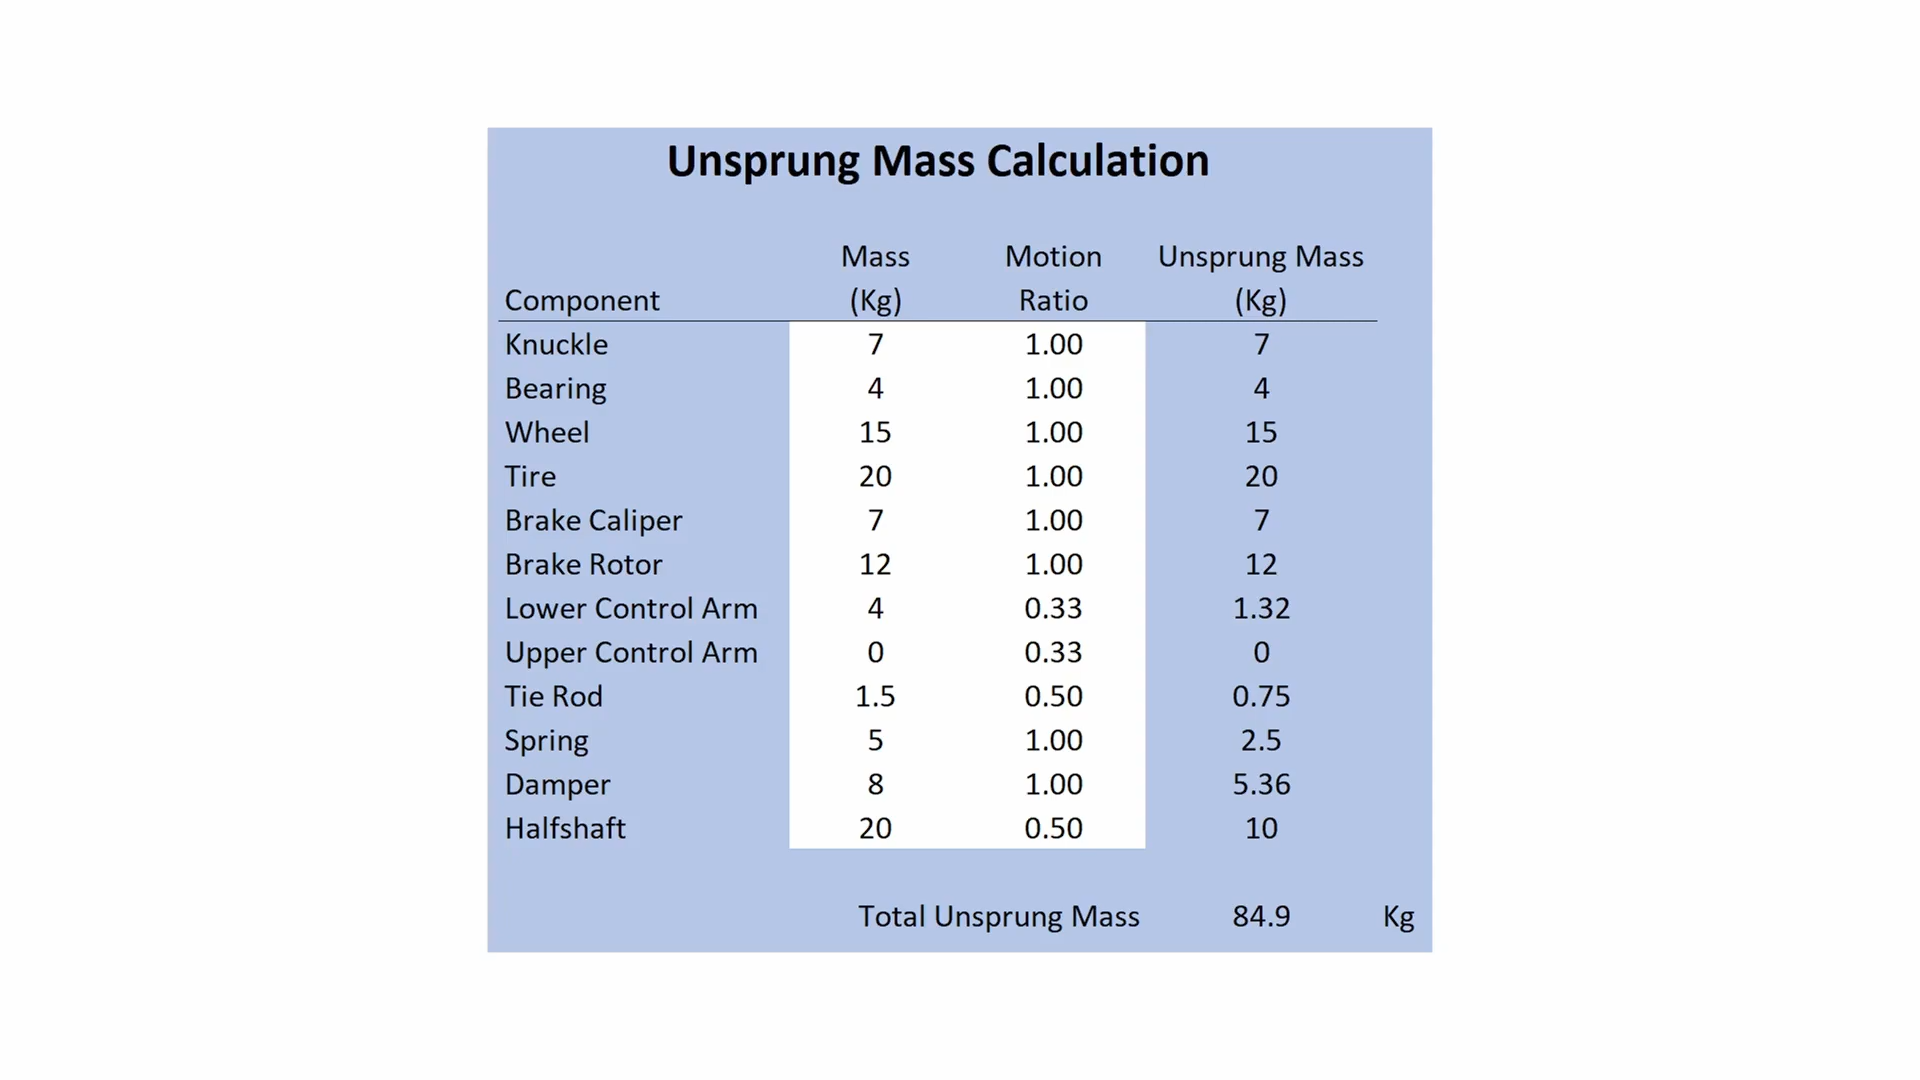 Unsprung Mass Calculation
Mass Motion Unsprung Mass
Component (Kg) Ratio (Kg)
Knuckle 7 1.00 7
Bearing 4 1.00 4
Wheel 15 1.00 15
Tire 20 1.00 20
Brake Caliper 7 1.00 7
Brake Rotor 12 1.00 12
Lower Control Arm 4 0.33 1.32
Upper Control Arm 0 0.33 0
Tie Rod 1.5 0.50 0.75
Spring 5 1.00 2.5
Damper 8 1.00 5.36
Halfshaft 20 0.50 10
Total Unsprung Mass 84.9 Kg